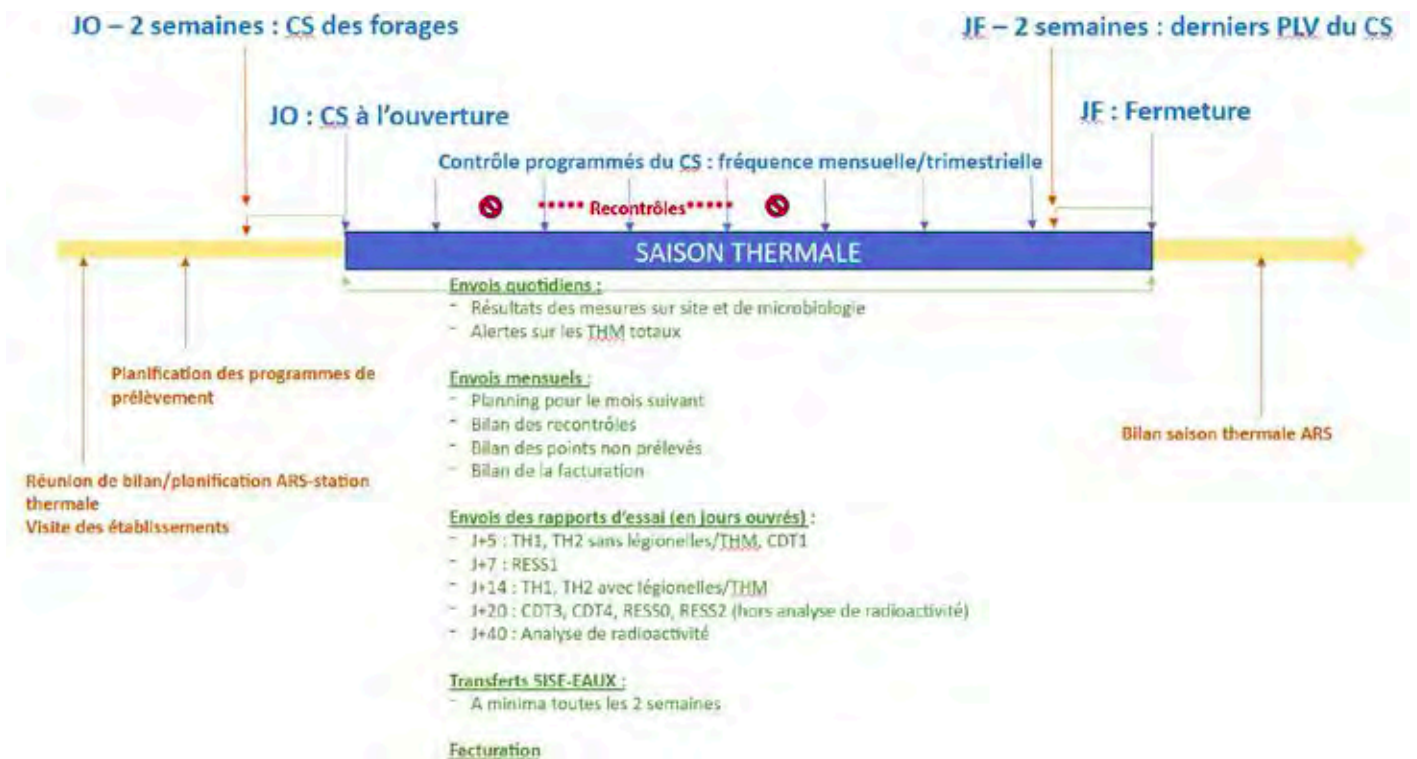 JO – 2 semaines : CS des forages
JF – 2 semaines : derniers PLV du CS
JO : CS à l'ouverture
JF : Fermeture
Contrôle programmés du CS : fréquence mensuelle/trimestrielle
Recontrôles
SAISON THERMALE
Planification des programmes de
prélèvement
Réunion de bilan/planification ARS-station
thermale
Visite des établissements
Envois quotidiens :
- Résultats des mesures sur site et de microbiologie
- Alertes sur les THM totaux
Envois mensuels :
- Planning pour le mois suivant
- Bilan des recontrôles
- Bilan des points non prélevés
- Bilan de la facturation
Envois des rapports d'essai (en jours ouvrés) :
- J+5 : TH1, TH2 sans légionelles/THM, CDT1
- J+7 : RESS1
- J+14 : TH1, TH2 avec légionelles/THM
- J+20 : CDT3, CDT4, RESS0, RESS2 (hors analyse de radioactivité)
- J+40 : Analyse de radioactivité
Transferts SISE-EAUX :
- A minima toutes les 2 semaines
Facturation
Bilan saison thermale ARS